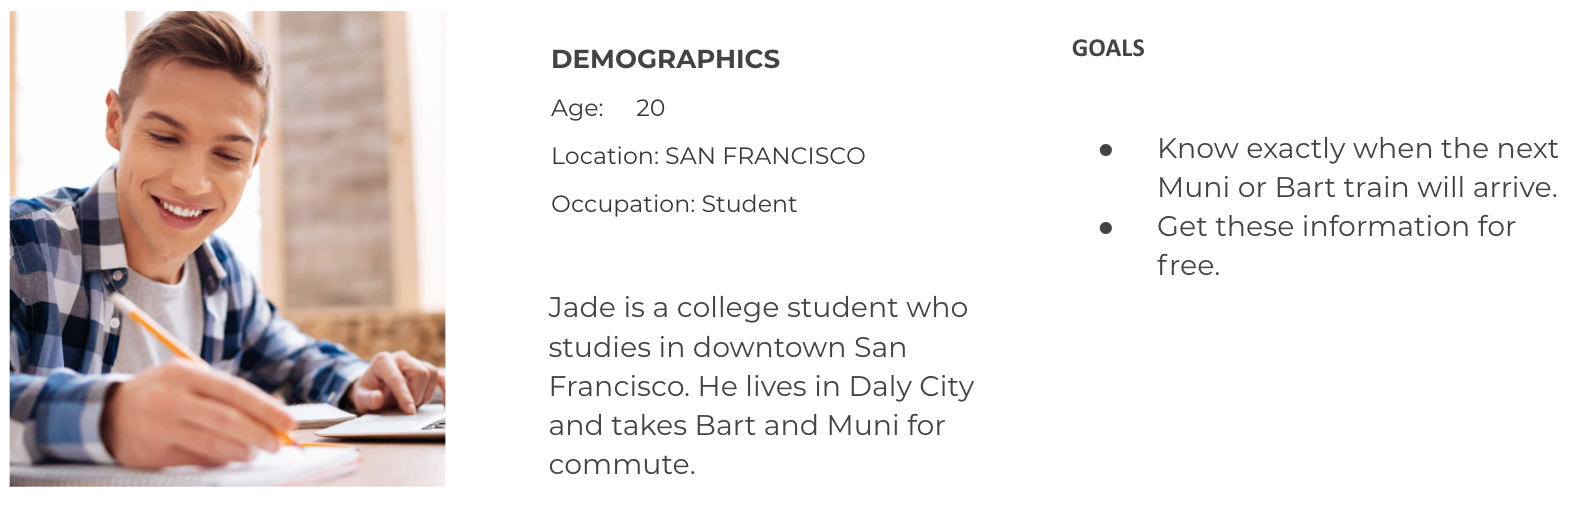 DEMOGRAPHICS
Age: 20
Location: SAN FRANCISCO
Occupation: Student
Jade is a college student who
studies in downtown San
Francisco. He lives in Daly City
and takes Bart and Muni for
commute.
GOALS
● Know exactly when the next
Muni or Bart train will arrive.
● Get these information for
free.